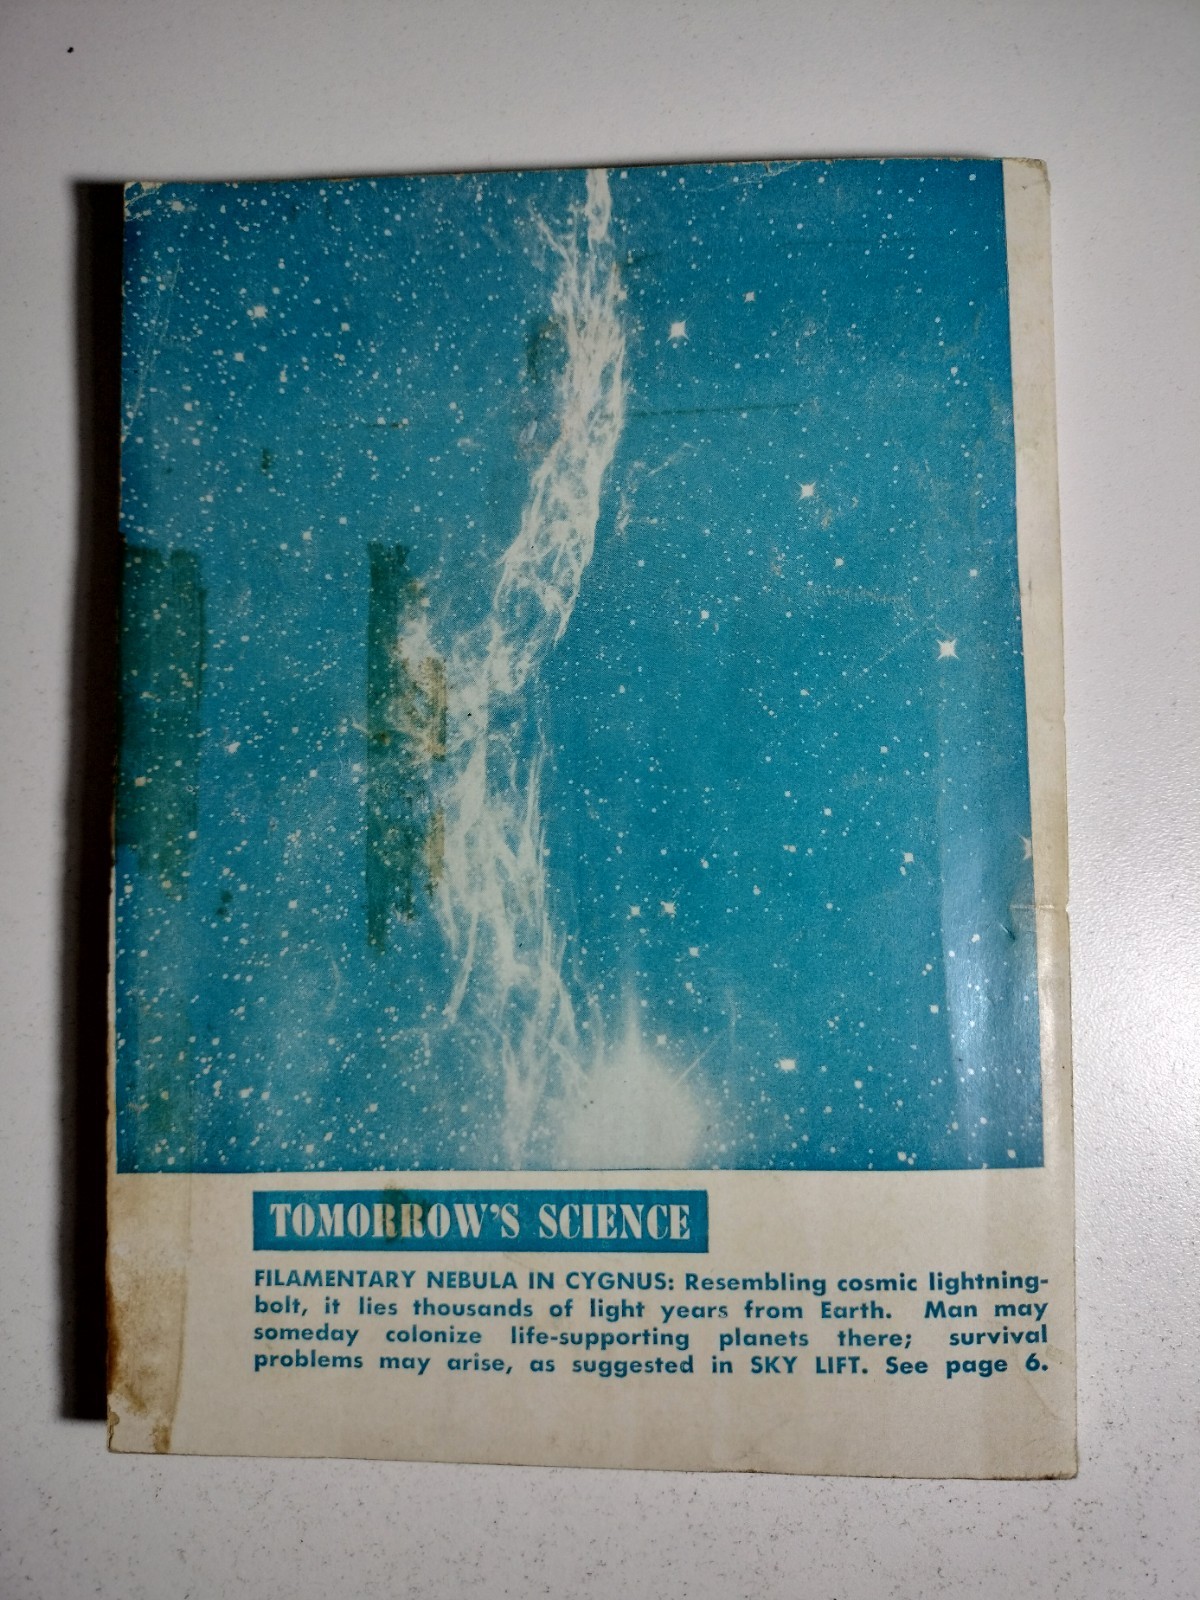 TOMORROW'S SCIENCE
FILAMENTARY NEBULA IN CYGNUS: Resembling cosmic lightning-
bolt, it lies thousands of light years from Earth. Man may
someday colonize life-supporting planets there; survival
problems may arise, as suggested in SKY LIFT. See page 6.